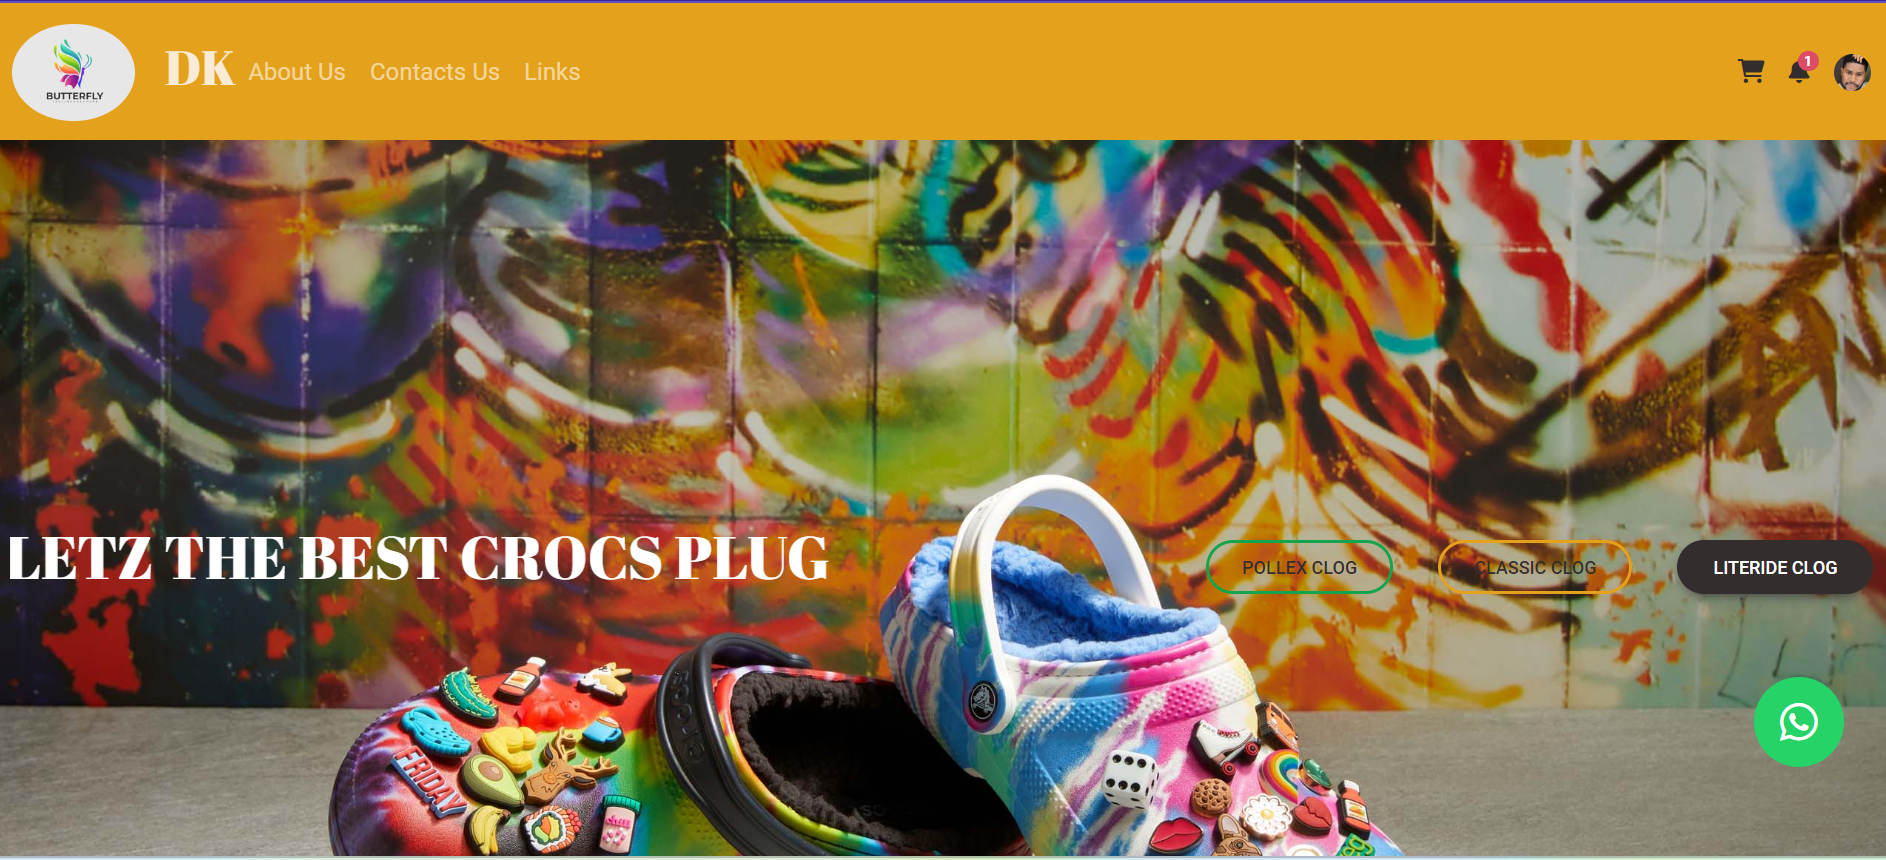 BUTTERFLY
DK
About Us
Contacts Us
Links
1
LETZ THE BEST CROCS PLUG
POLLEX CLOG
CLASSIC CLOG
LITERIDE CLOG
crocs
FRIDAY